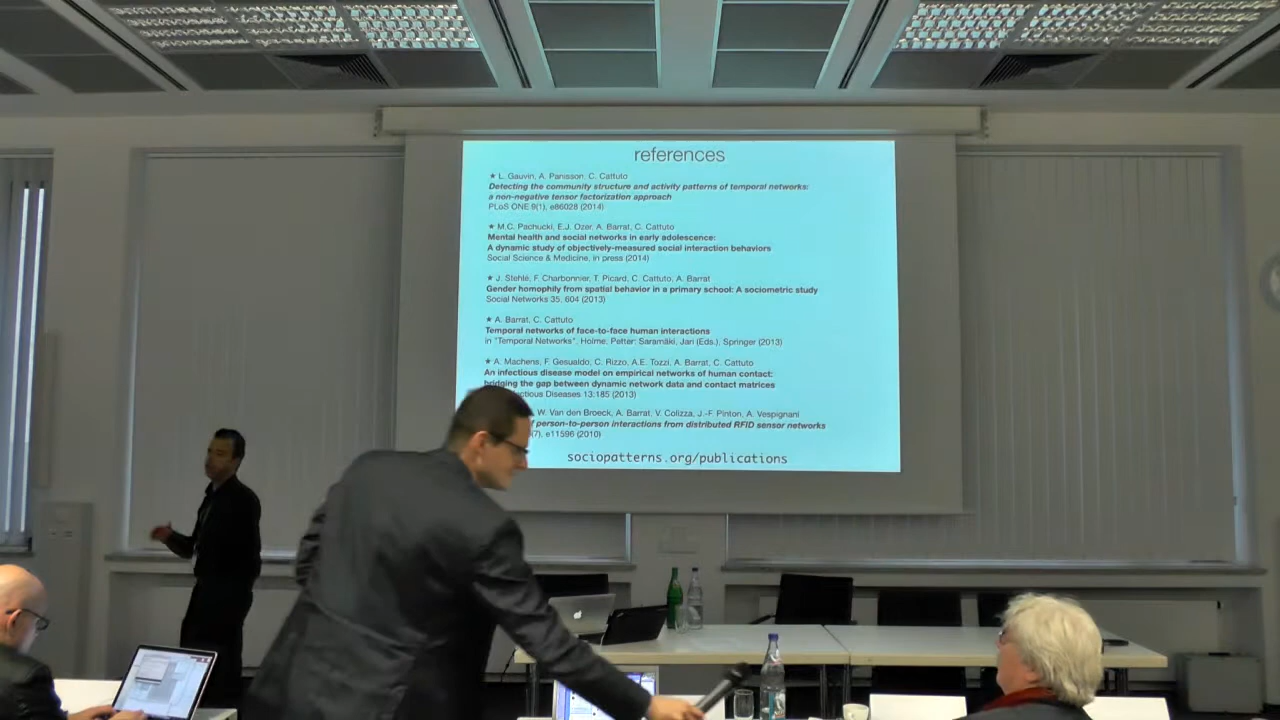 references
★ L. Gauvin, A. Panisson, C. Cattuto
Detecting the community structure and activity patterns of temporal networks:
a non-negative tensor factorization approach
PLoS ONE 9(1), e86028 (2014)
★ M.C. Pachucki, E.J. Ozer, A. Barrat, C. Cattuto
Mental health and social networks in early adolescence:
A dynamic study of objectively-measured social interaction behaviors
Social Science & Medicine, in press (2014)
★ J. Stehlé, F. Charbonnier, T. Picard, C. Cattuto, A. Barrat
Gender homophily from spatial behavior in a primary school: A sociometric study
Social Networks 35, 604 (2013)
★ A. Barrat, C. Cattuto
Temporal networks of face-to-face human interactions
in "Temporal Networks", Holme, Petter; Saramäki, Jari (Eds.), Springer (2013)
★ A. Machens, F. Gesualdo, C. Rizzo, A.E. Tozzi, A. Barrat, C. Cattuto
An infectious disease model on empirical networks of human contact:
bridging the gap between dynamic network data and contact matrices
Diseases 13:185 (2013)
W. Van den Broeck, A. Barrat, V. Colizza, J.-F. Pinton, A. Vespignani
person-to-person interactions from distributed RFID sensor networks
(7), e11596 (2010)
sociopatterns.org/publications